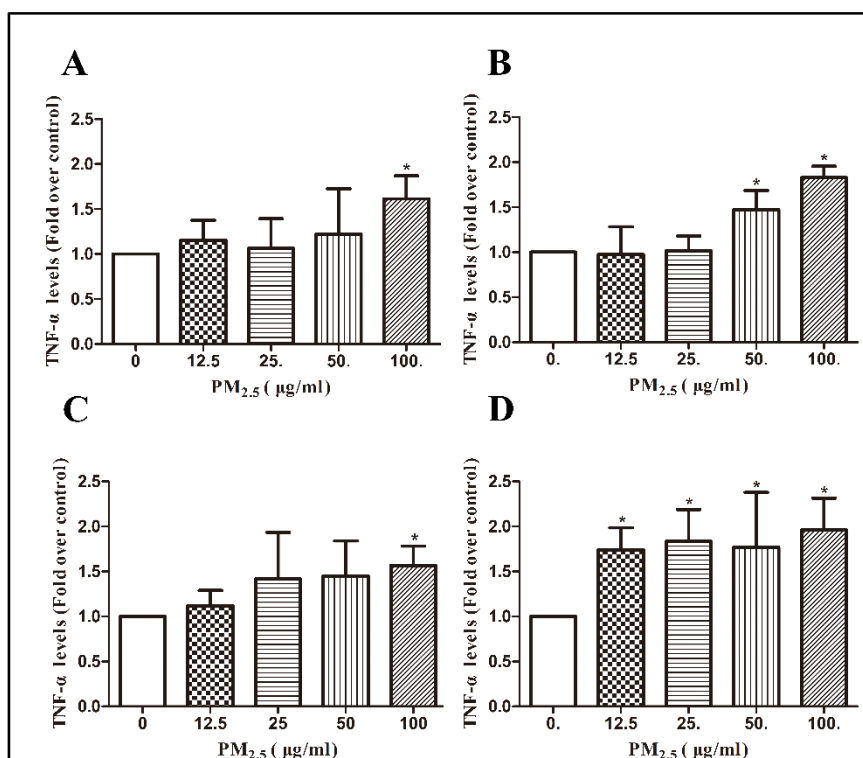 A
TNF-α levels (Fold over control)
2.5
2.0
*
1.5
1.0
0.5
0.0
0 12.5 25. 50. 100.
PM2.5 ( μg/ml)
B
TNF-α levels (Fold over control)
2.5
2.0
* *
1.5
1.0
0.5
0.0
0. 12.5 25. 50. 100.
PM2.5 ( μg/ml)
C
TNF-α levels (Fold over control)
2.5
2.0
*
1.5
1.0
0.5
0.0
0 12.5 25 50 100
PM2.5 ( μg/ml)
D
TNF-α levels (Fold over control)
2.5
* * * *
2.0
1.5
1.0
0.5
0.0
0. 12.5 25. 50. 100.
PM2.5 ( μg/ml)